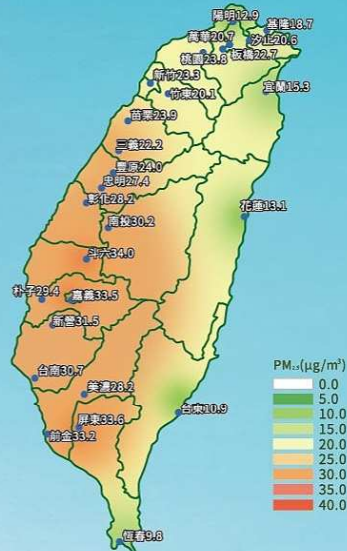 陽明12.9
基隆18.7
萬華20.7
汐止20.6
桃園23.8
板橋22.7
新竹23.3
宜蘭15.3
竹東20.1
苗栗23.9
三義22.2
豐原24.0
忠明27.4
彰化28.2
花蓮13.1
南投30.2
斗六34.0
朴子29.4
嘉義33.5
新營31.5
台南30.7
美濃28.2
台東10.9
屏東33.6
前金33.2
恆春9.8
PM₂.₅(μg/m³)
0.0
5.0
10.0
15.0
20.0
25.0
30.0
35.0
40.0